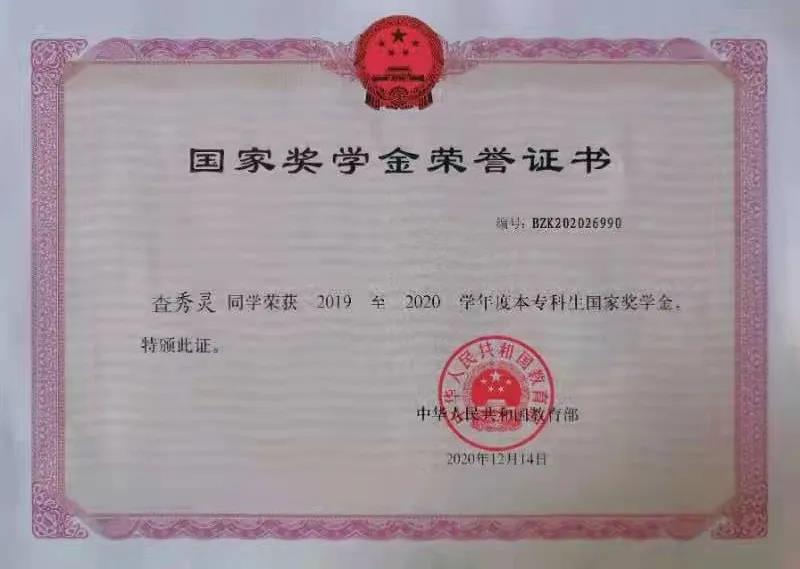 国家奖学金荣誉证书
编号: BZK202026990
查秀灵 同学荣获 2019 至 2020 学年度本专科生国家奖学金,
特颁此证。
中华人民共和国教育部
中华人民共和国教育部
2020年12月14日